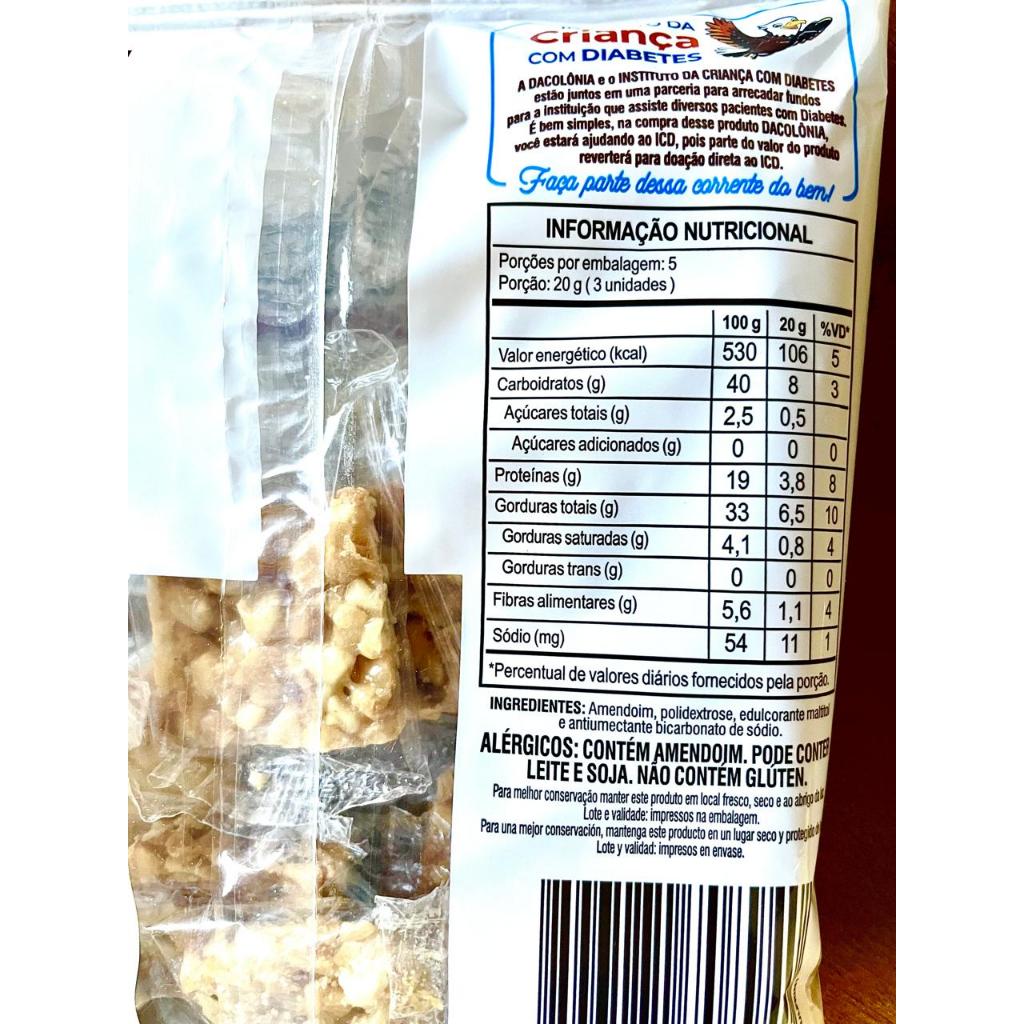 DA
criança
COM DIABETES
A DACOLÔNIA e o INSTITUTO DA CRIANÇA COM DIABETES
estão juntos em uma parceria para arrecadar fundos
para a Instituição que assiste diversos pacientes com Diabetes.
É bem simples, na compra desse produto DACOLÔNIA,
você estará ajudando ao ICD, pois parte do valor do produto
reverterá para doação direta ao ICD.
Faça parte dessa corrente do bem!
INFORMAÇÃO NUTRICIONAL
Porções por embalagem: 5
Porção: 20 g ( 3 unidades )
100 g 20 g %VD*
Valor energético (kcal) 530 106 5
Carboidratos (g) 40 8 3
Açúcares totais (g) 2,5 0,5
Açúcares adicionados (g) 0 0 0
Proteínas (g) 19 3,8 8
Gorduras totais (g) 33 6,5 10
Gorduras saturadas (g) 4,1 0,8 4
Gorduras trans (g) 0 0 0
Fibras alimentares (g) 5,6 1,1 4
Sódio (mg) 54 11 1
*Percentual de valores diários fornecidos pela porção.
INGREDIENTES: Amendoim, polidextrose, edulcorante maltitol
e antiumectante bicarbonato de sódio.
ALÉRGICOS: CONTÉM AMENDOIM. PODE CONTER
LEITE E SOJA. NÃO CONTÉM GLÚTEN.
Para melhor conservação manter este produto em local fresco, seco e ao abrigo da
Lote e validade: impressos na embalagem.
Para una mejor conservación, mantenga este producto en un lugar seco y protegido
Lote y validad: impresos en envase.